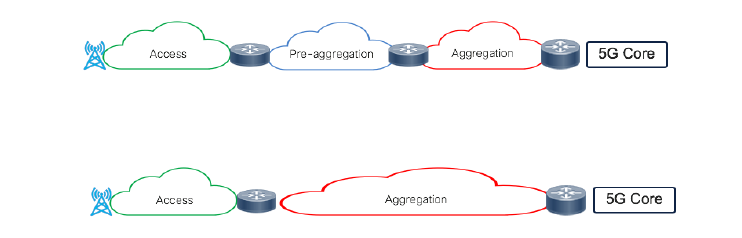 Access
Pre-aggregation
Aggregation
5G Core
Access
Aggregation
5G Core